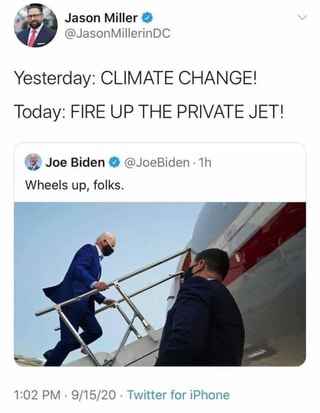 Jason Miller
@JasonMillerinDC
Yesterday: CLIMATE CHANGE!
Today: FIRE UP THE PRIVATE JET!
Joe Biden @JoeBiden · 1h
Wheels up, folks.
1:02 PM · 9/15/20 · Twitter for iPhone